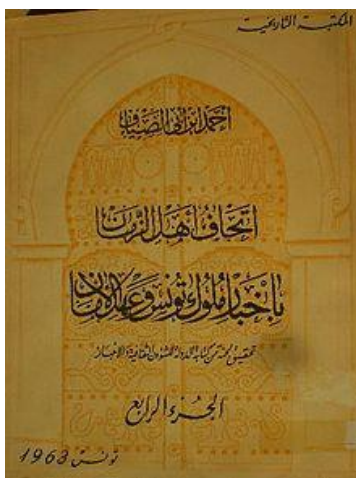 المكتبة التاريخية
أحمد ابن أبي الضياف
إتحاف أهل الزمان
بأخبار ملوك تونس وعهد الأمان
تحقيق لجنة من كتابة الدولة للشؤون الثقافية والأخبار
الجزء الرابع
تونس 1963